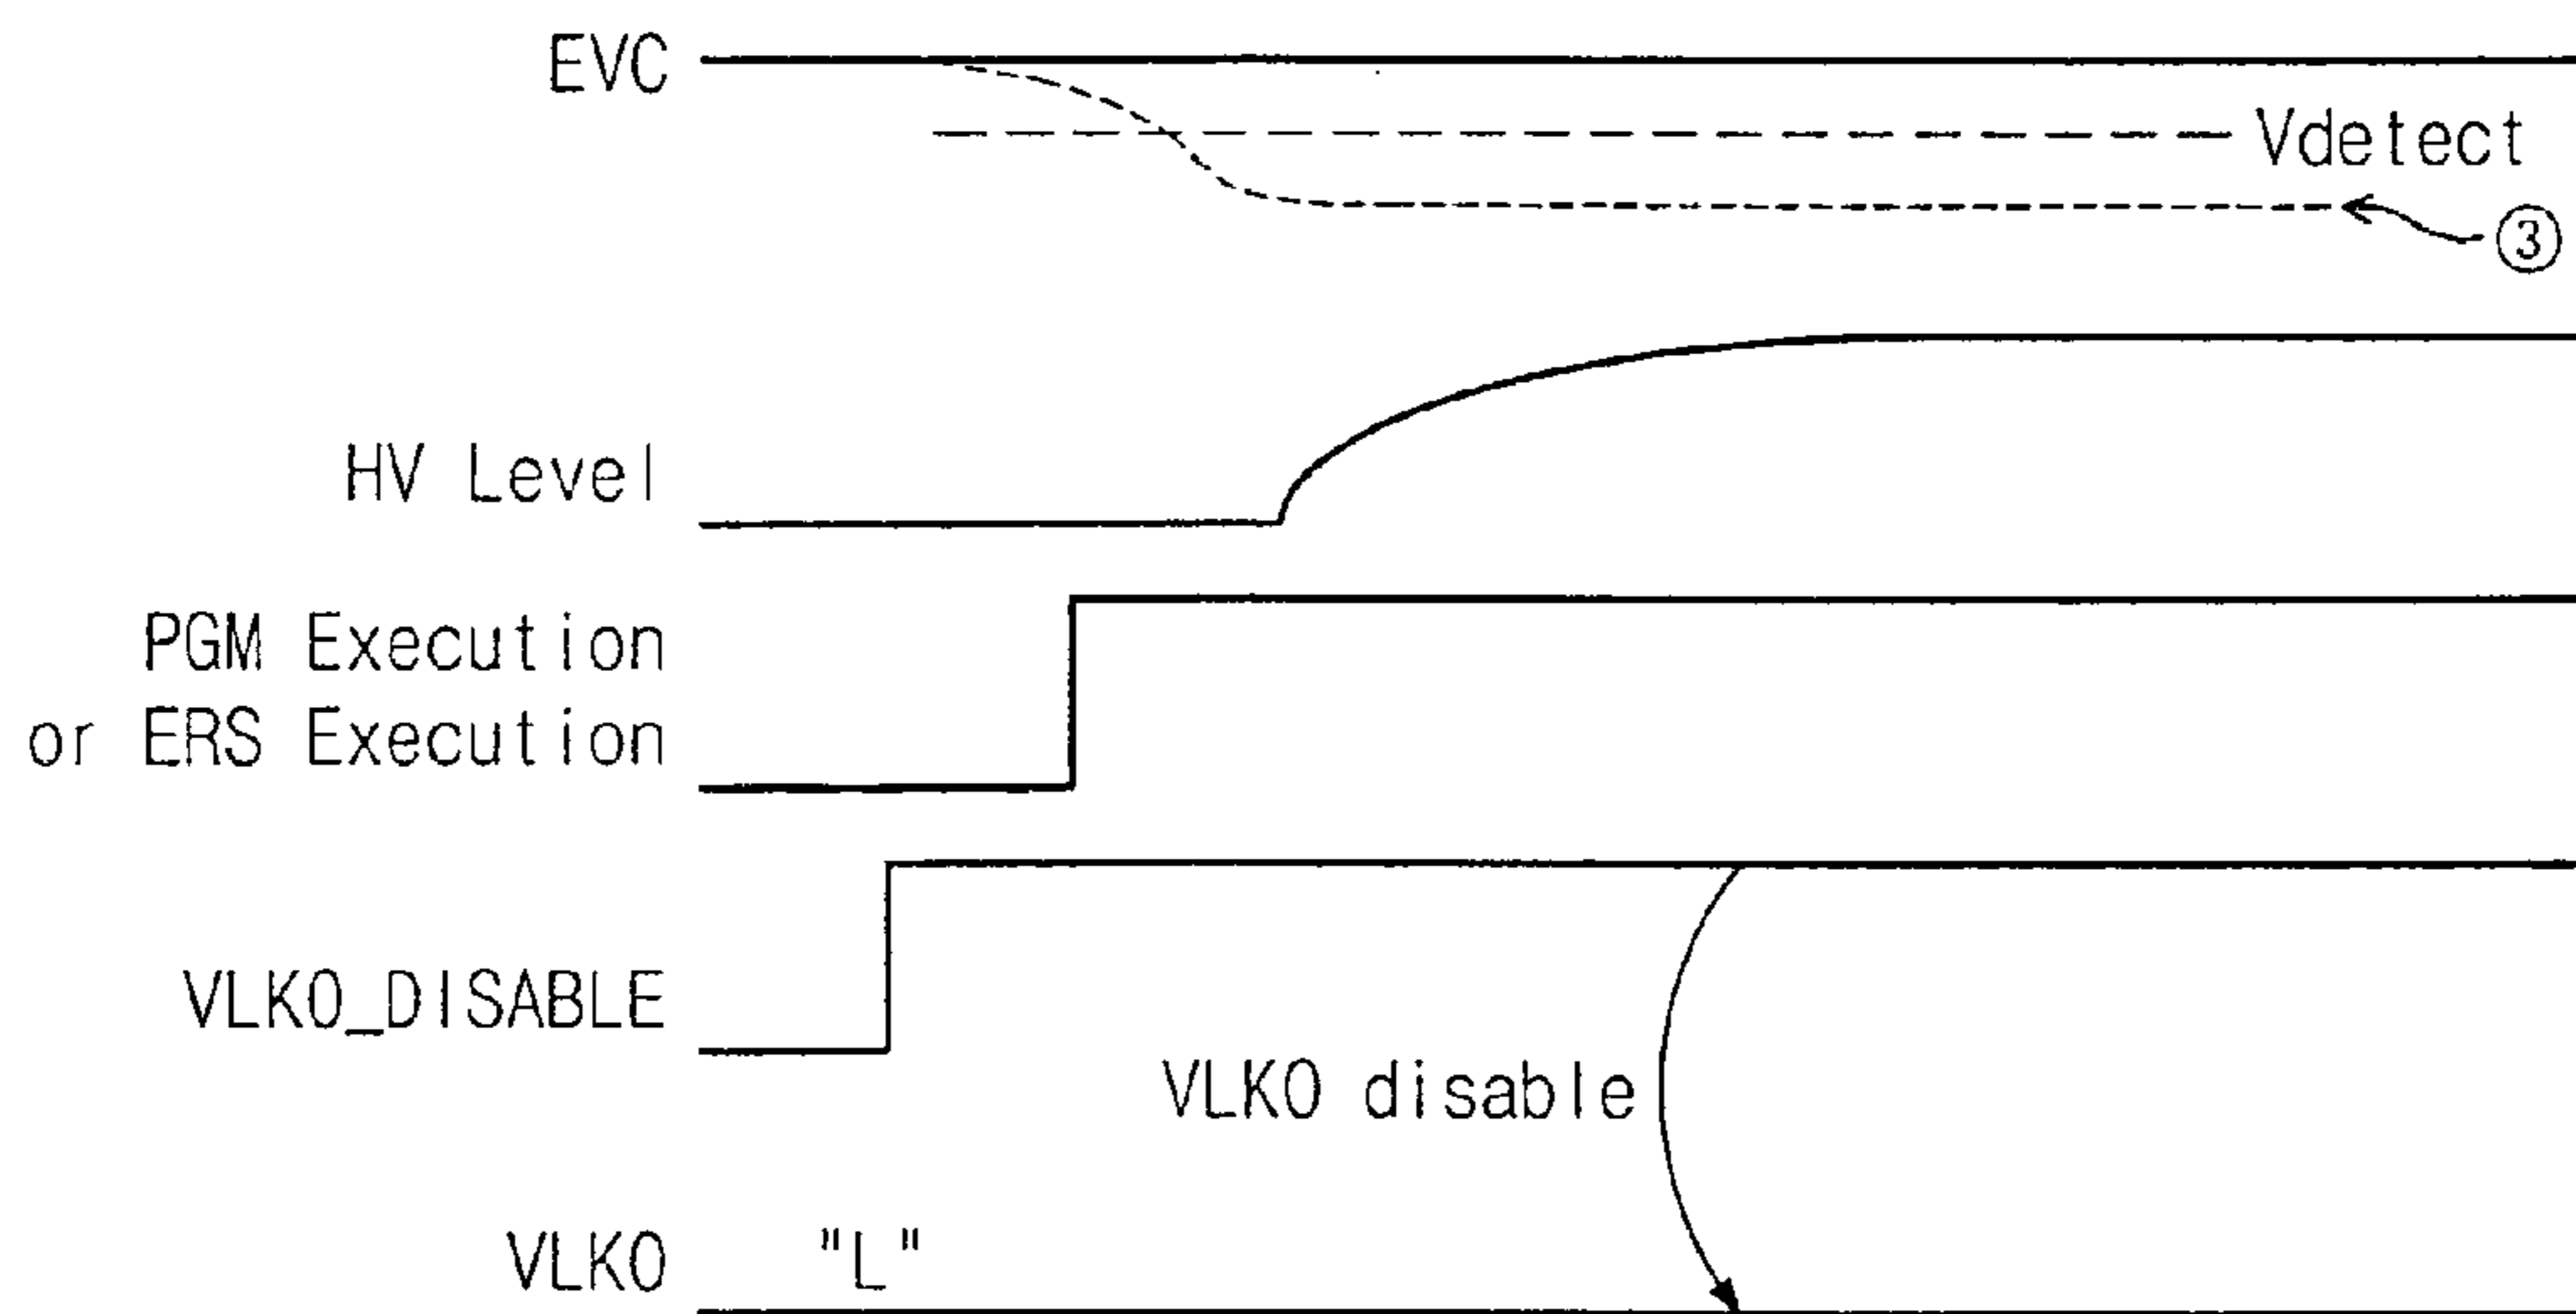 EVC
Vdetect
③
HV Level
PGM Execution
or ERS Execution
VLKO_DISABLE
VLKO disable
VLKO "L"